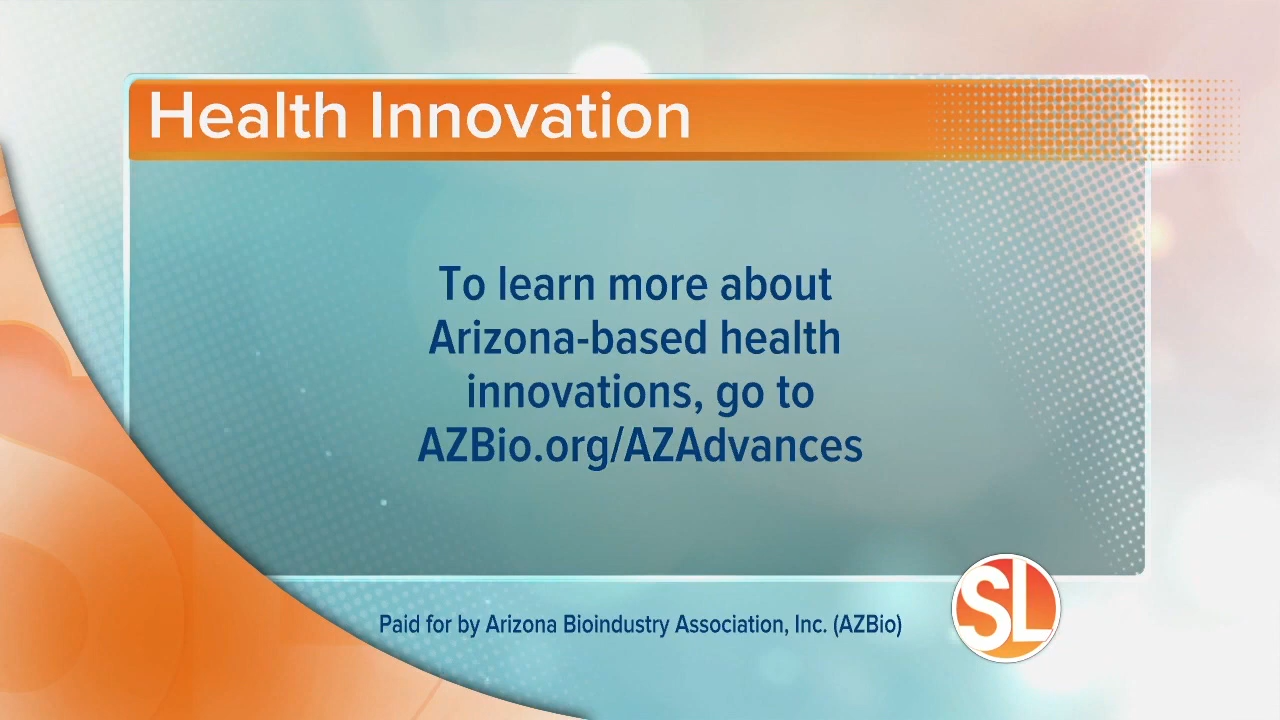 Health Innovation
To learn more about
Arizona-based health
innovations, go to
AZBio.org/AZAdvances
Paid for by Arizona Bioindustry Association, Inc. (AZBio)
SL